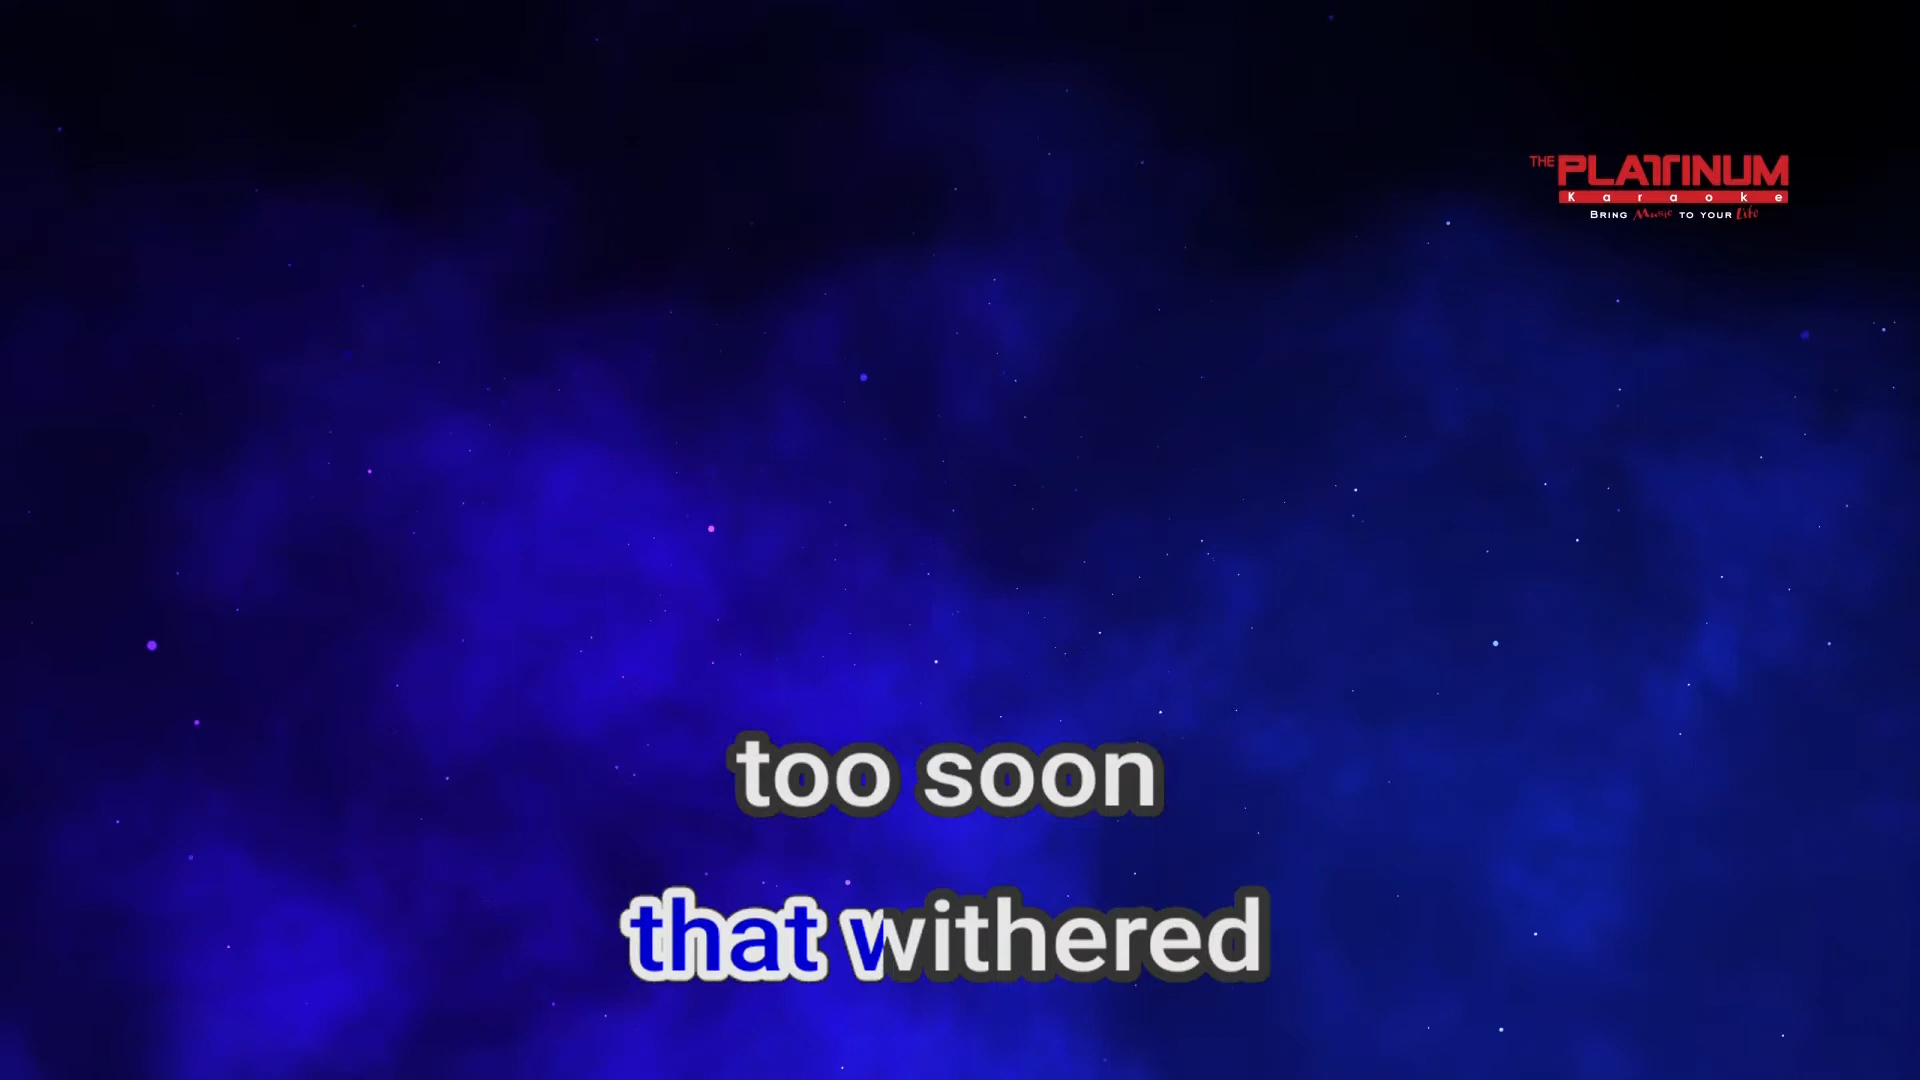 THE PLATINUM
Karaoke
BRING Music TO YOUR Life
too soon
that withered